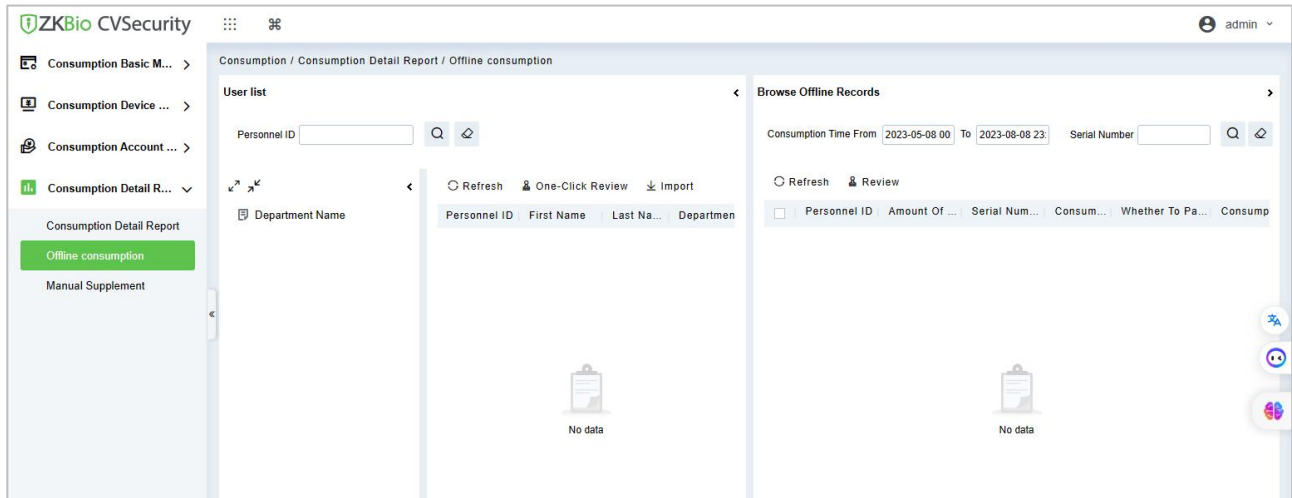 ZKBio CVSecurity
admin
Consumption Basic M...
Consumption Device ...
Consumption Account ...
Consumption Detail R...
Consumption Detail Report
Offline consumption
Manual Supplement
Consumption / Consumption Detail Report / Offline consumption
User list
Personnel ID
Department Name
Refresh One-Click Review Import
Personnel ID First Name Last Na... Departmen
No data
Browse Offline Records
Consumption Time From 2023-05-08 00 To 2023-08-08 23: Serial Number
Refresh Review
Personnel ID Amount Of ... Serial Num... Consum... Whether To Pa... Consump
No data